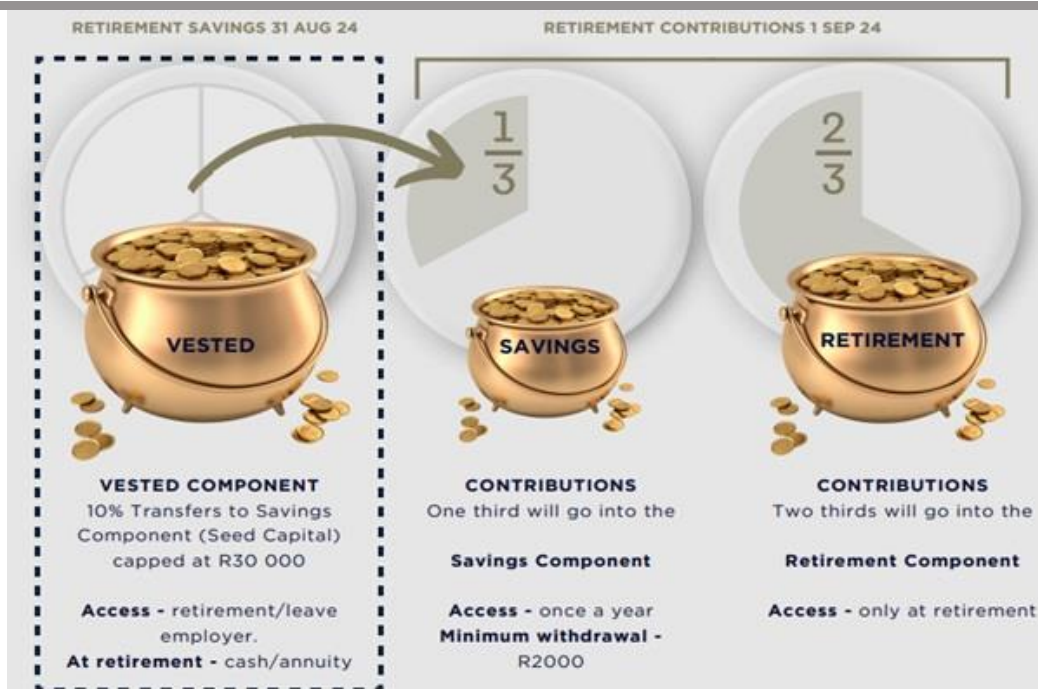 RETIREMENT SAVINGS 31 AUG 24
RETIREMENT CONTRIBUTIONS 1 SEP 24
1
3
2
3
VESTED
SAVINGS
RETIREMENT
VESTED COMPONENT
10% Transfers to Savings
Component (Seed Capital)
capped at R30 000
Access - retirement/leave
employer.
At retirement - cash/annuity
CONTRIBUTIONS
One third will go into the
Savings Component
Access - once a year
Minimum withdrawal -
R2000
CONTRIBUTIONS
Two thirds will go into the
Retirement Component
Access - only at retirement